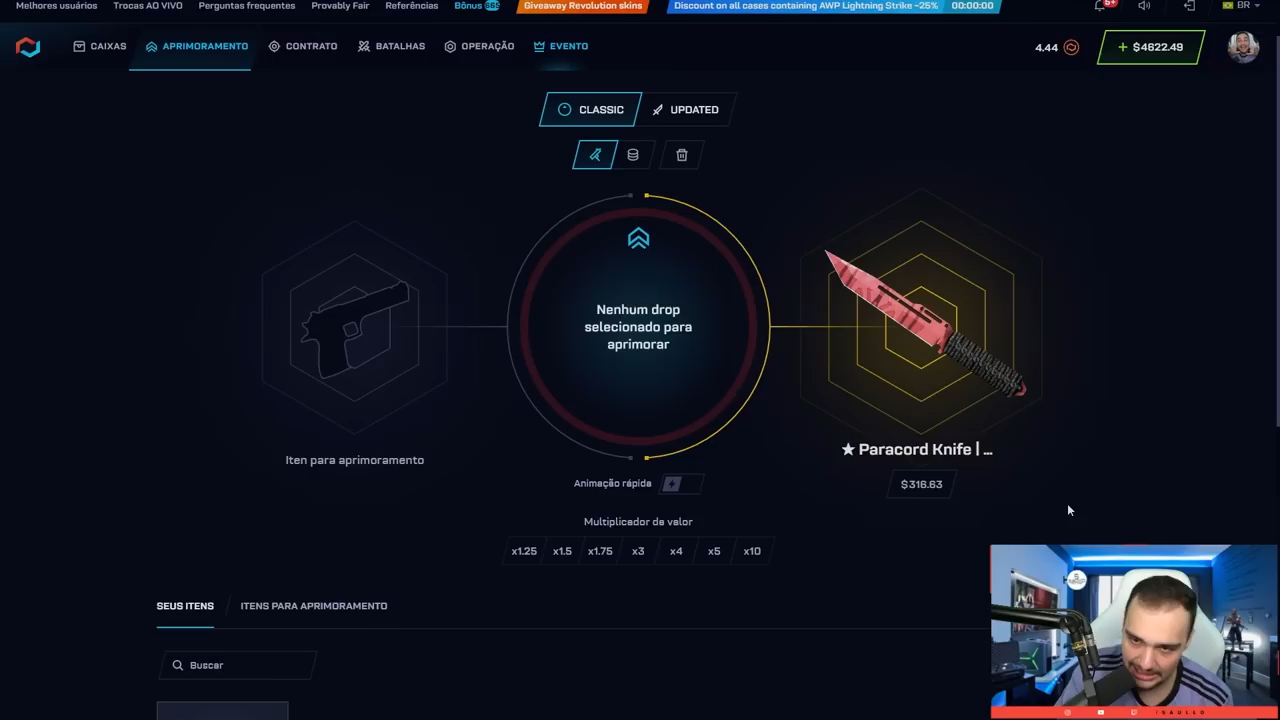 Melhores usuários Trocas AO VIVO Perguntas frequentes Provably Fair Referências Bônus Giveaway Revolution skins Discount on all cases containing AWP Lightning Strike ~25% 00:00:00 5+ BR
CAIXAS APRIMORAMENTO CONTRATO BATALHAS OPERAÇÃO EVENTO 4.44 + $4622.49
CLASSIC UPDATED
Nenhum drop
selecionado para
aprimorar
★ Paracord Knife | ...
Iten para aprimoramento
$316.63
Animação rápida
Multiplicador de valor
x1.25 x1.5 x1.75 x3 x4 x5 x10
SEUS ITENS ITENS PARA APRIMORAMENTO
Buscar